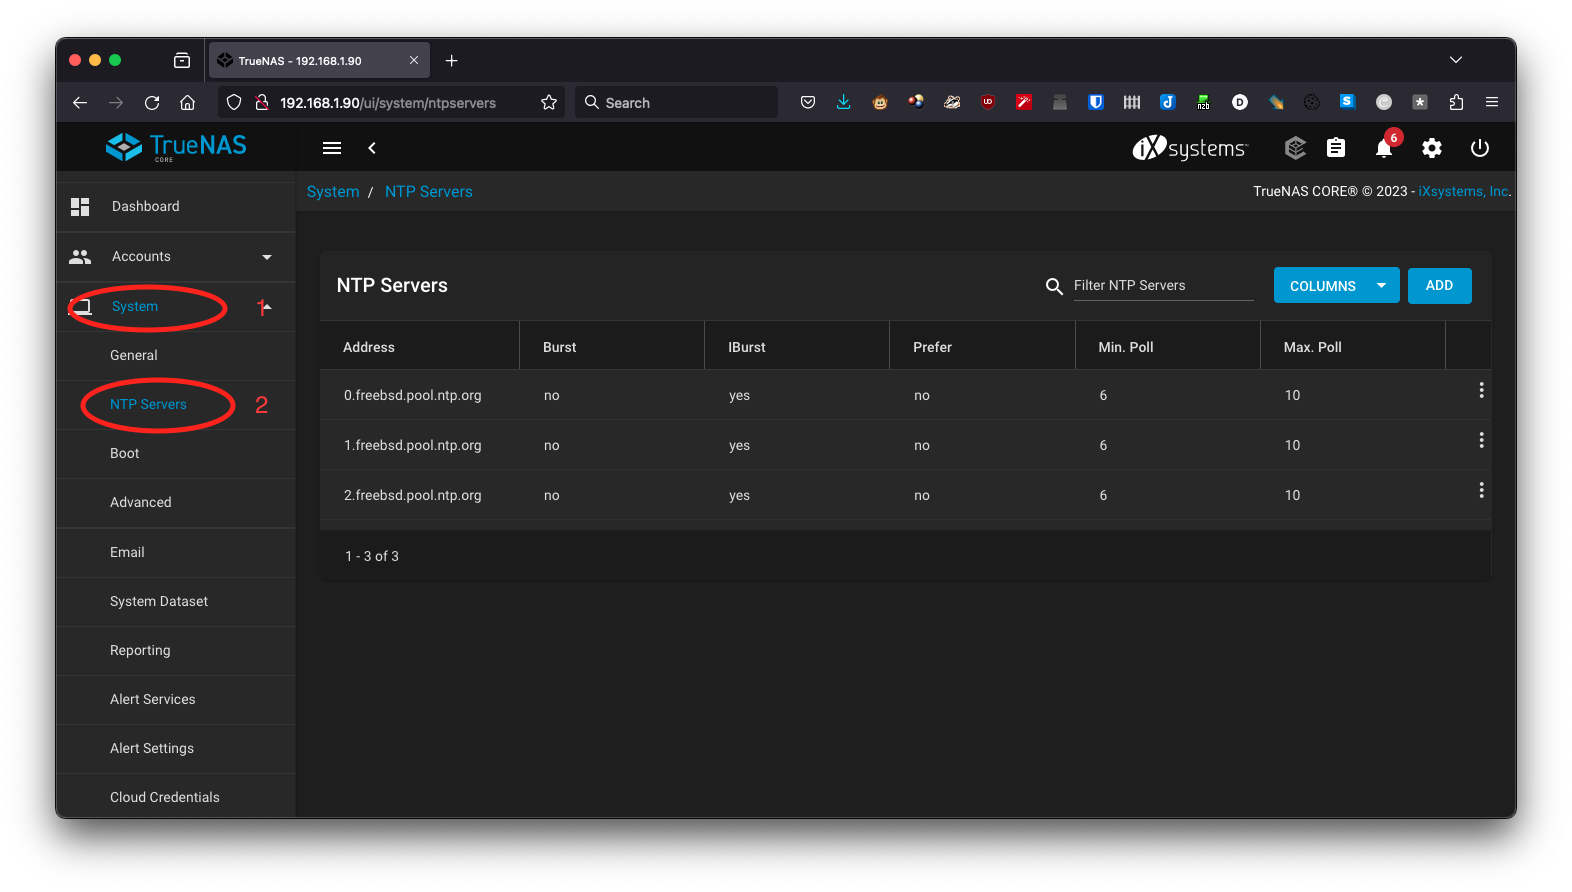 TrueNAS - 192.168.1.90
192.168.1.90/ui/system/ntpservers
Search
TrueNAS
CORE
iXsystems
6
System / NTP Servers
TrueNAS CORE® © 2023 - iXsystems, Inc.
Dashboard
Accounts
System 1
General
NTP Servers 2
Boot
Advanced
Email
System Dataset
Reporting
Alert Services
Alert Settings
Cloud Credentials
NTP Servers
Filter NTP Servers
COLUMNS
ADD
Address Burst IBurst Prefer Min. Poll Max. Poll
0.freebsd.pool.ntp.org no yes no 6 10
1.freebsd.pool.ntp.org no yes no 6 10
2.freebsd.pool.ntp.org no yes no 6 10
1 - 3 of 3